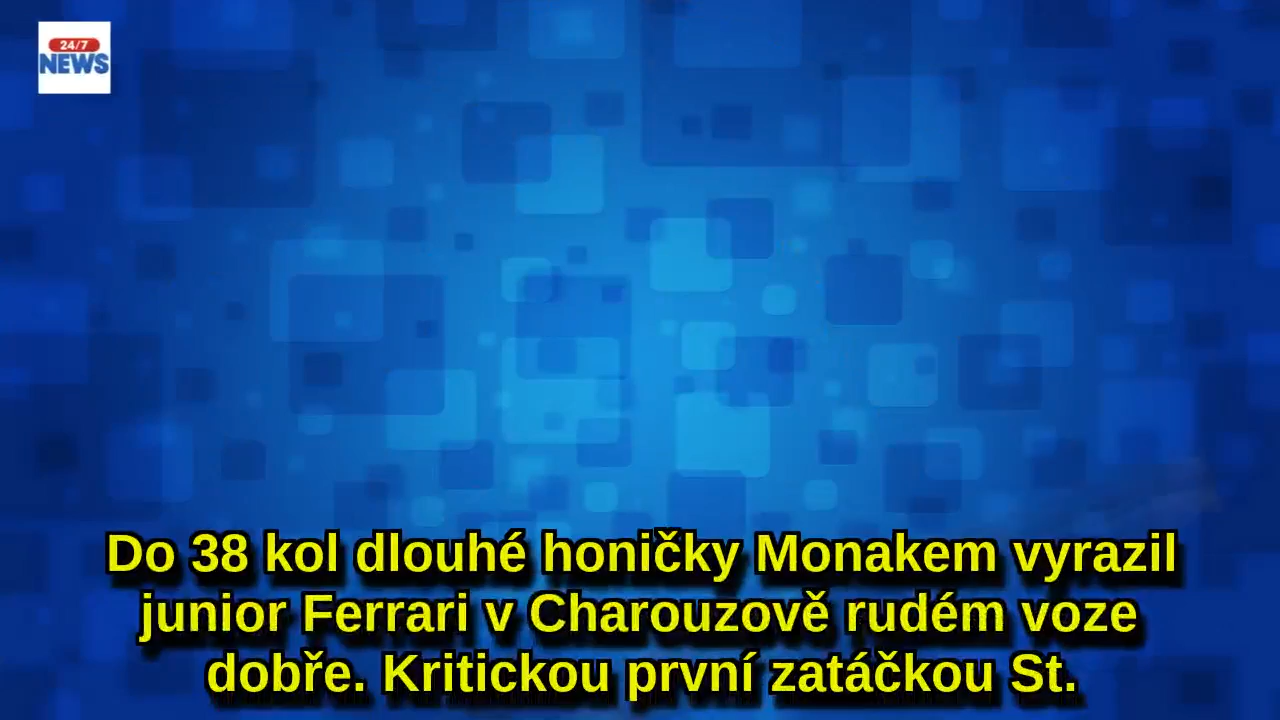 24/7
NEWS
Do 38 kol dlouhé honičky Monakem vyrazil
junior Ferrari v Charouzově rudém voze
dobře. Kritickou první zatáčkou St.